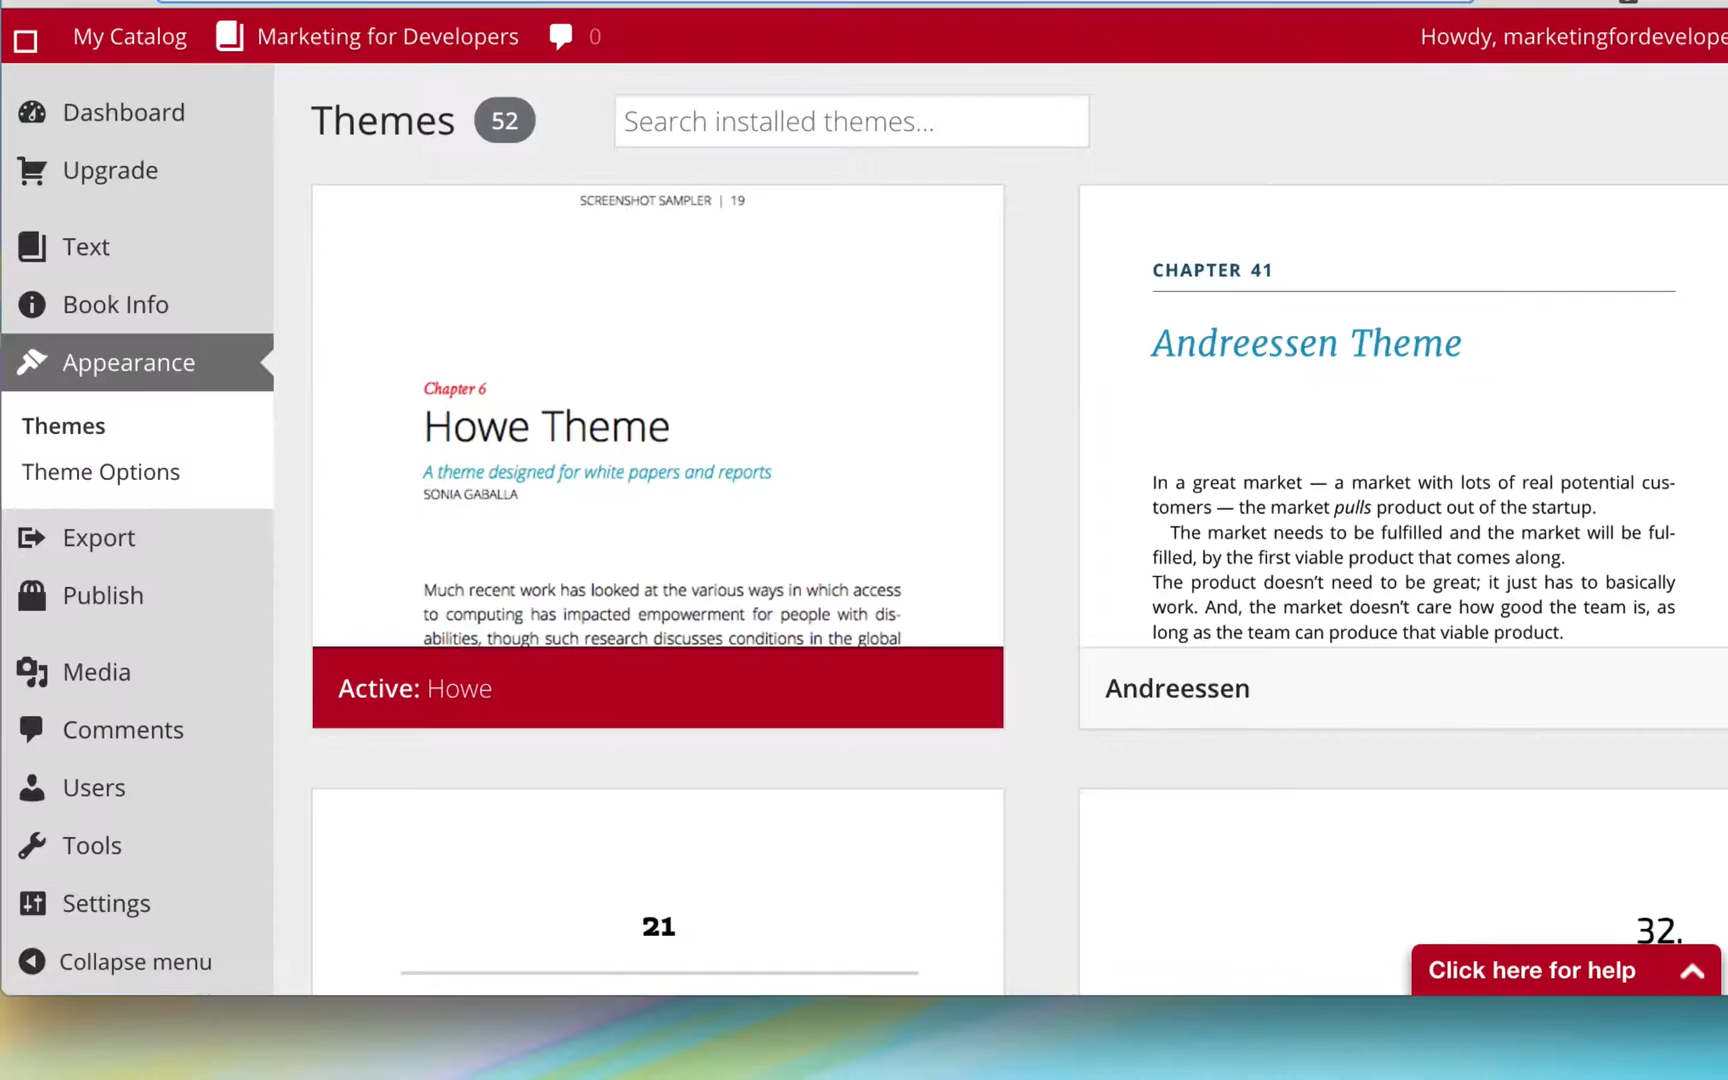 My Catalog
Marketing for Developers
0
Howdy, marketingfordevelope
Dashboard
Upgrade
Text
Book Info
Appearance
Themes
Theme Options
Export
Publish
Media
Comments
Users
Tools
Settings
Collapse menu
Themes 52
Search installed themes...
SCREENSHOT SAMPLER | 19
Chapter 6
Howe Theme
A theme designed for white papers and reports
SONIA GABALLA
Much recent work has looked at the various ways in which access
to computing has impacted empowerment for people with dis-
abilities, though such research discusses conditions in the global
Active: Howe
CHAPTER 41
Andreessen Theme
In a great market — a market with lots of real potential cus-
tomers — the market pulls product out of the startup.
The market needs to be fulfilled and the market will be ful-
filled, by the first viable product that comes along.
The product doesn't need to be great; it just has to basically
work. And, the market doesn't care how good the team is, as
long as the team can produce that viable product.
Andreessen
21
32.
Click here for help